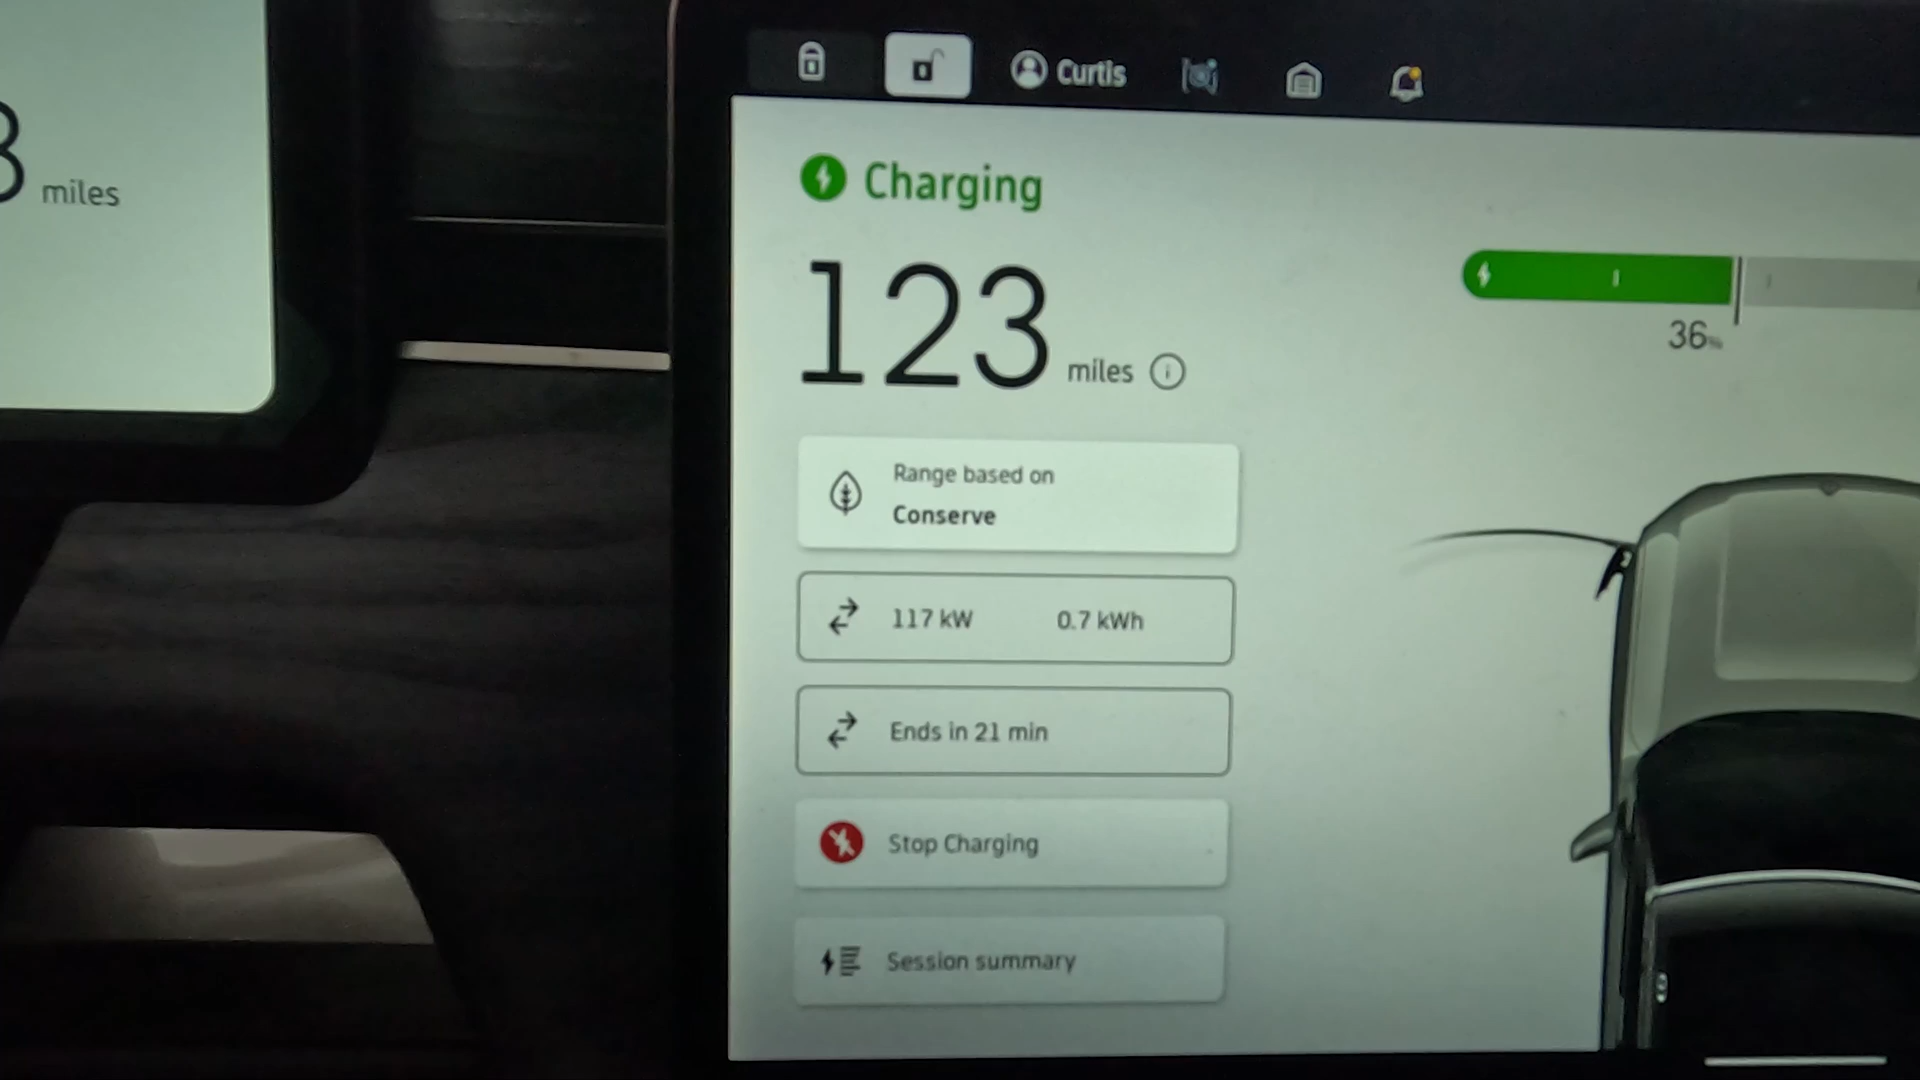 miles
Curtis
Charging
123 miles
36%
Range based on
Conserve
117 kW 0.7 kWh
Ends in 21 min
Stop Charging
Session summary